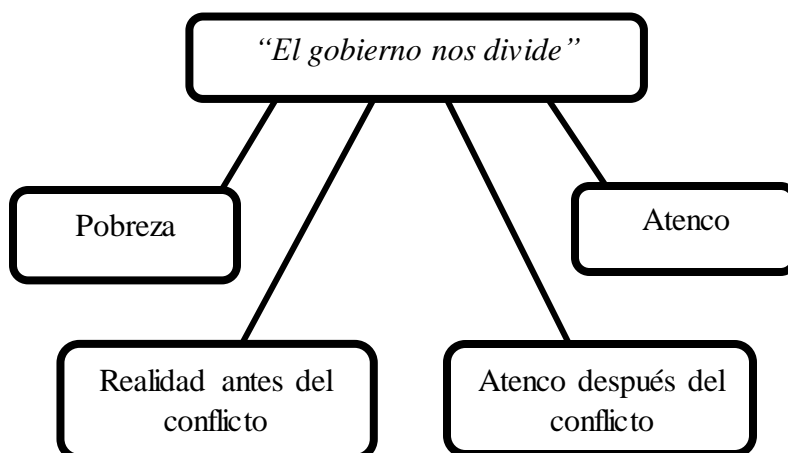 “El gobierno nos divide”
Pobreza
Atenco
Realidad antes del
conflicto
Atenco después del
conflicto